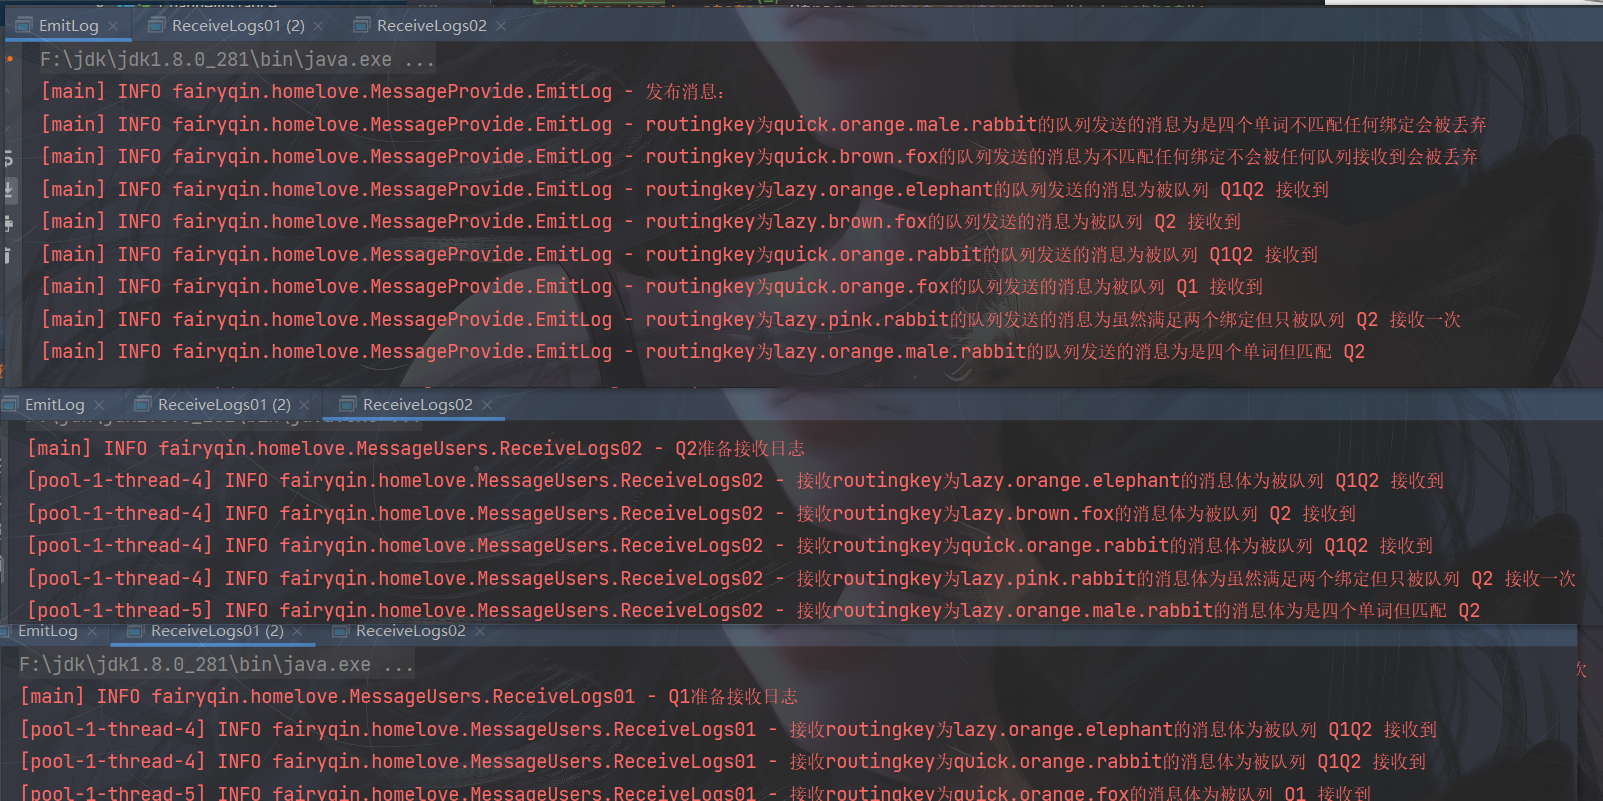 EmitLog × ReceiveLogs01 (2) × ReceiveLogs02 ×
F:\jdk\jdk1.8.0_281\bin\java.exe ...
[main] INFO fairyqin.homelove.MessageProvide.EmitLog - 发布消息:
[main] INFO fairyqin.homelove.MessageProvide.EmitLog - routingkey为quick.orange.male.rabbit的队列发送的消息为是四个单词不匹配任何绑定会被丢弃
[main] INFO fairyqin.homelove.MessageProvide.EmitLog - routingkey为quick.brown.fox的队列发送的消息为不匹配任何绑定不会被任何队列接收到会被丢弃
[main] INFO fairyqin.homelove.MessageProvide.EmitLog - routingkey为lazy.orange.elephant的队列发送的消息为被队列 Q1Q2 接收到
[main] INFO fairyqin.homelove.MessageProvide.EmitLog - routingkey为lazy.brown.fox的队列发送的消息为被队列 Q2 接收到
[main] INFO fairyqin.homelove.MessageProvide.EmitLog - routingkey为quick.orange.rabbit的队列发送的消息为被队列 Q1Q2 接收到
[main] INFO fairyqin.homelove.MessageProvide.EmitLog - routingkey为quick.orange.fox的队列发送的消息为被队列 Q1 接收到
[main] INFO fairyqin.homelove.MessageProvide.EmitLog - routingkey为lazy.pink.rabbit的队列发送的消息为虽然满足两个绑定但只被队列 Q2 接收一次
[main] INFO fairyqin.homelove.MessageProvide.EmitLog - routingkey为lazy.orange.male.rabbit的队列发送的消息为是四个单词但匹配 Q2
EmitLog × ReceiveLogs01 (2) × ReceiveLogs02 ×
[main] INFO fairyqin.homelove.MessageUsers.ReceiveLogs02 - Q2准备接收日志
[pool-1-thread-4] INFO fairyqin.homelove.MessageUsers.ReceiveLogs02 - 接收routingkey为lazy.orange.elephant的消息体为被队列 Q1Q2 接收到
[pool-1-thread-4] INFO fairyqin.homelove.MessageUsers.ReceiveLogs02 - 接收routingkey为lazy.brown.fox的消息体为被队列 Q2 接收到
[pool-1-thread-4] INFO fairyqin.homelove.MessageUsers.ReceiveLogs02 - 接收routingkey为quick.orange.rabbit的消息体为被队列 Q1Q2 接收到
[pool-1-thread-4] INFO fairyqin.homelove.MessageUsers.ReceiveLogs02 - 接收routingkey为lazy.pink.rabbit的消息体为虽然满足两个绑定但只被队列 Q2 接收一次
[pool-1-thread-5] INFO fairyqin.homelove.MessageUsers.ReceiveLogs02 - 接收routingkey为lazy.orange.male.rabbit的消息体为是四个单词但匹配 Q2
EmitLog × ReceiveLogs01 (2) × ReceiveLogs02 ×
F:\jdk\jdk1.8.0_281\bin\java.exe ...
次
[main] INFO fairyqin.homelove.MessageUsers.ReceiveLogs01 - Q1准备接收日志
[pool-1-thread-4] INFO fairyqin.homelove.MessageUsers.ReceiveLogs01 - 接收routingkey为lazy.orange.elephant的消息体为被队列 Q1Q2 接收到
[pool-1-thread-4] INFO fairyqin.homelove.MessageUsers.ReceiveLogs01 - 接收routingkey为quick.orange.rabbit的消息体为被队列 Q1Q2 接收到
[pool-1-thread-5] INFO fairyqin.homelove.MessageUsers.ReceiveLogs01 - 接收routingkey为quick.orange.fox的消息体为被队列 Q1 接收到